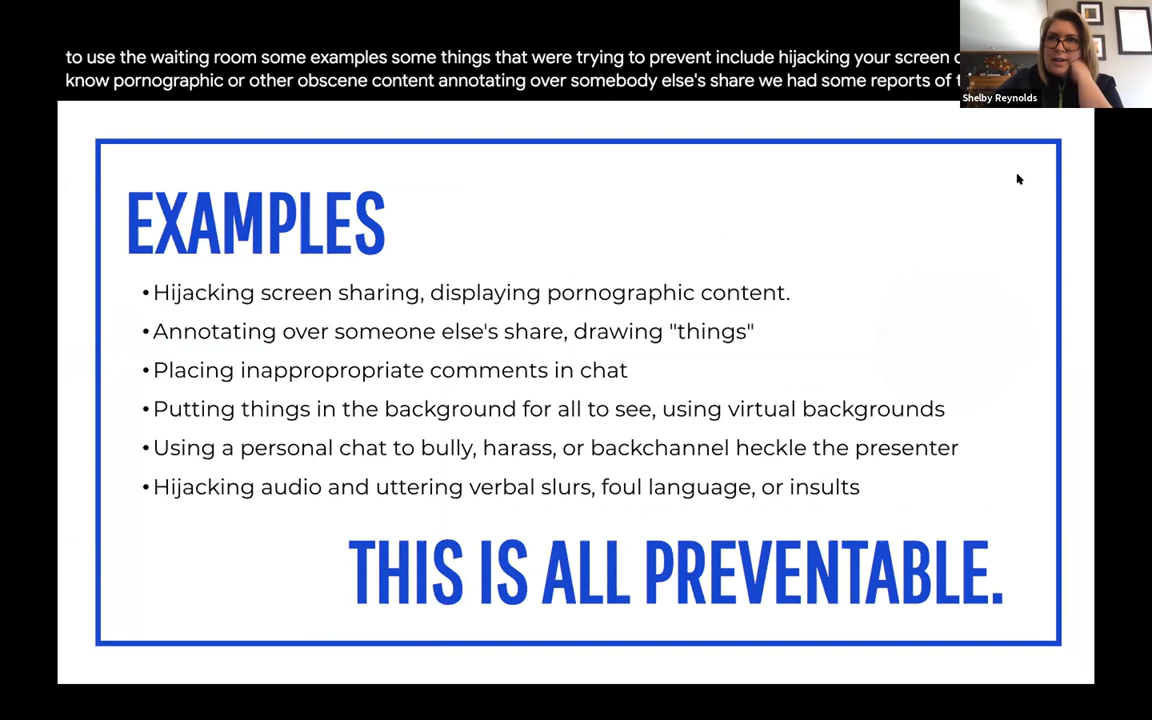 to use the waiting room some examples some things that were trying to prevent include hijacking your screen
know pornographic or other obscene content annotating over somebody else's share we had some reports of
Shelby Reynolds
EXAMPLES
•Hijacking screen sharing, displaying pornographic content.
•Annotating over someone else's share, drawing "things"
•Placing inappropropriate comments in chat
•Putting things in the background for all to see, using virtual backgrounds
•Using a personal chat to bully, harass, or backchannel heckle the presenter
•Hijacking audio and uttering verbal slurs, foul language, or insults
THIS IS ALL PREVENTABLE.